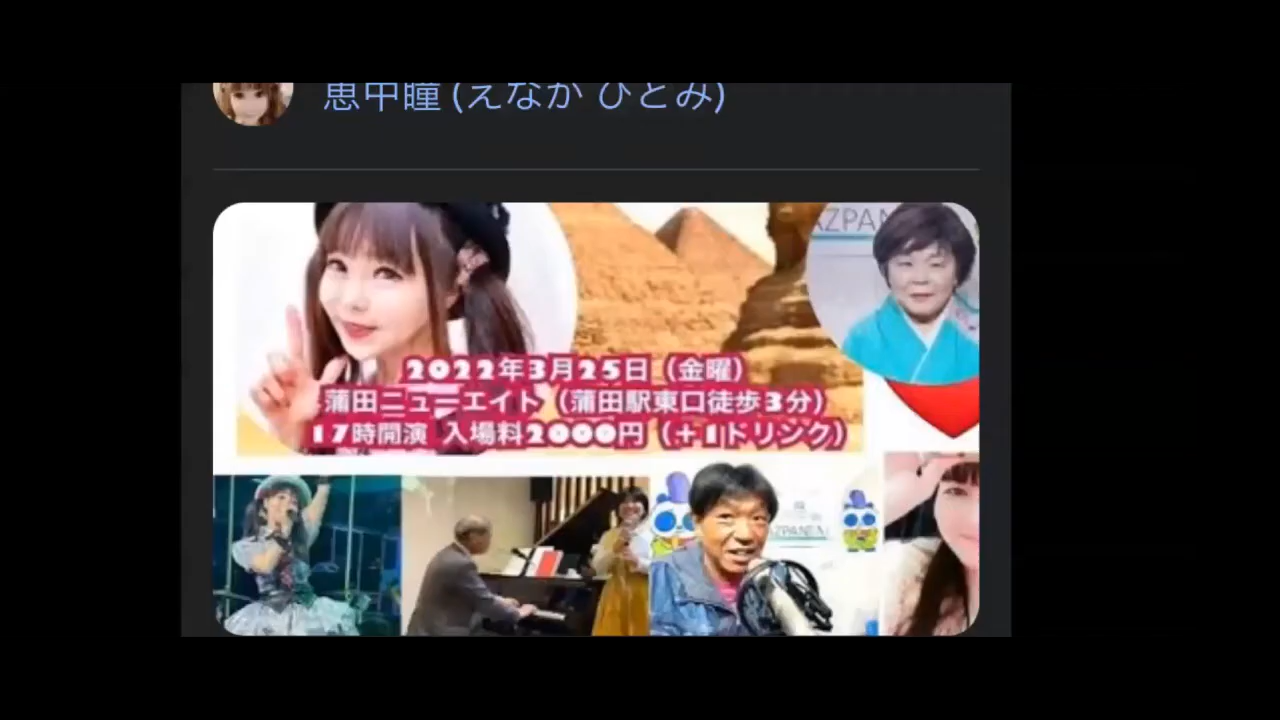 恵中瞳 (えなか ひとみ)
AZPAN
2022年3月25日（金曜）
蒲田ニューエイト（蒲田駅東口徒歩3分）
17時開演 入場料2000円（＋1ドリンク）